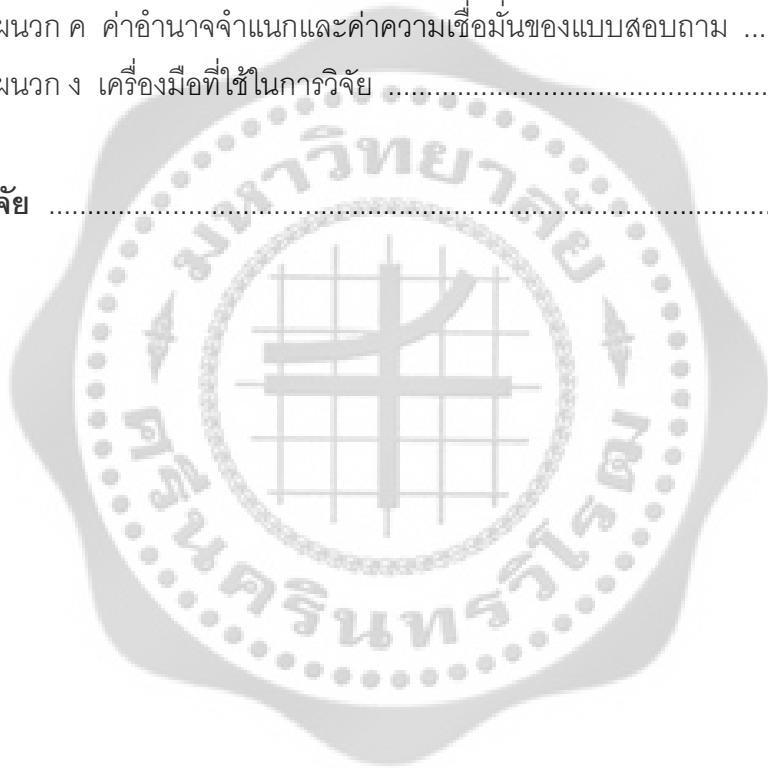 ผนวก ค ค่าอำนาจจำแนกและค่าความเชื่อมั่นของแบบสอบถาม ...
ผนวก ง เครื่องมือที่ใช้ในการวิจัย ..................................................
จัย ...............................................................................................
มหาวิทยาลัย
ศรีนครินทรวิโรฒ